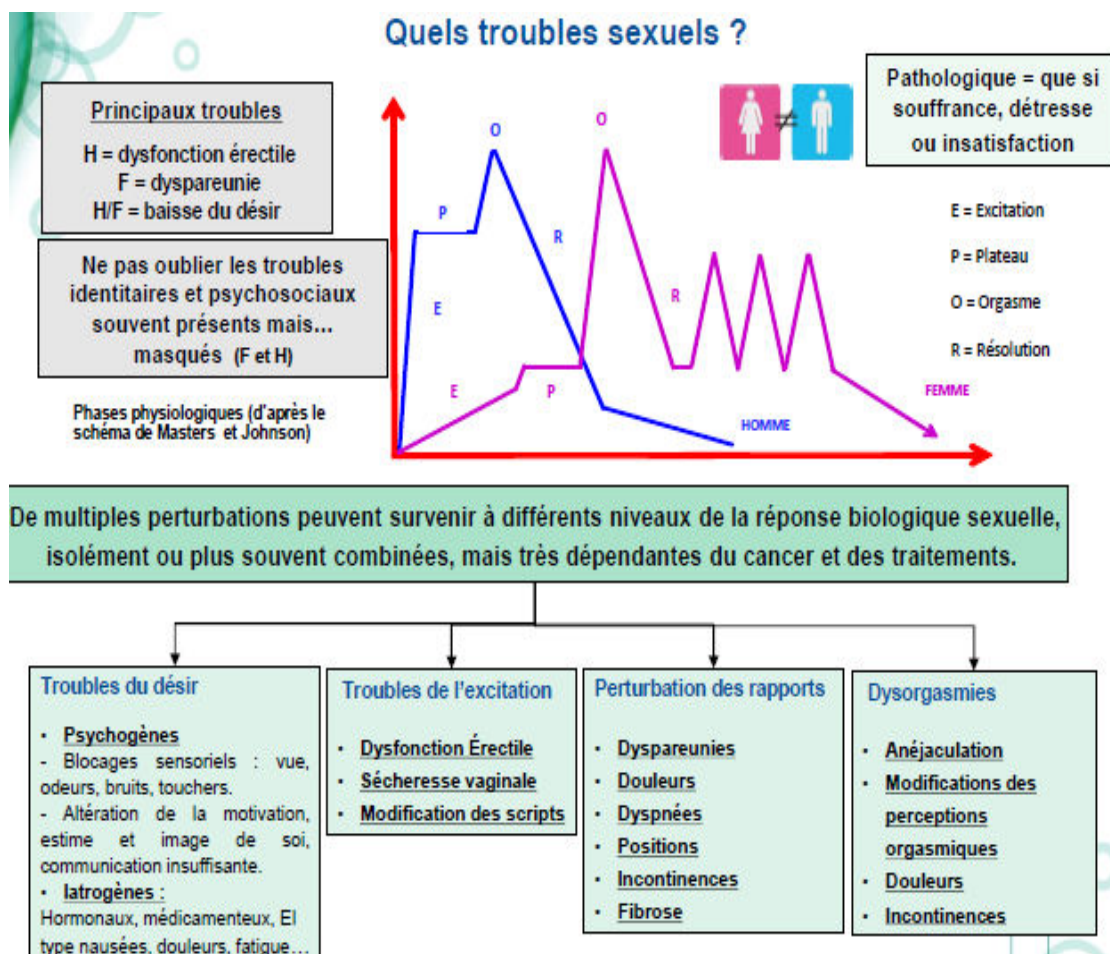 Quels troubles sexuels ?
Principaux troubles
H = dysfonction érectile
F = dyspareunie
H/F = baisse du désir
Ne pas oublier les troubles
identitaires et psychosociaux
souvent présents mais…
masqués (F et H)
Phases physiologiques (d'après le
schéma de Masters et Johnson)
O
O
P
R
E
R
E
P
HOMME
FEMME
≠
Pathologique = que si
souffrance, détresse
ou insatisfaction
E = Excitation
P = Plateau
O = Orgasme
R = Résolution
De multiples perturbations peuvent survenir à différents niveaux de la réponse biologique sexuelle,
isolément ou plus souvent combinées, mais très dépendantes du cancer et des traitements.
Troubles du désir
• Psychogènes
- Blocages sensoriels : vue,
odeurs, bruits, touchers.
- Altération de la motivation,
estime et image de soi,
communication insuffisante.
• Iatrogènes :
Hormonaux, médicamenteux, EI
type nausées, douleurs, fatigue…
Troubles de l'excitation
• Dysfonction Érectile
• Sécheresse vaginale
• Modification des scripts
Perturbation des rapports
• Dyspareunies
• Douleurs
• Dyspnées
• Positions
• Incontinences
• Fibrose
Dysorgasmies
• Anéjaculation
• Modifications des
perceptions
orgasmiques
• Douleurs
• Incontinences